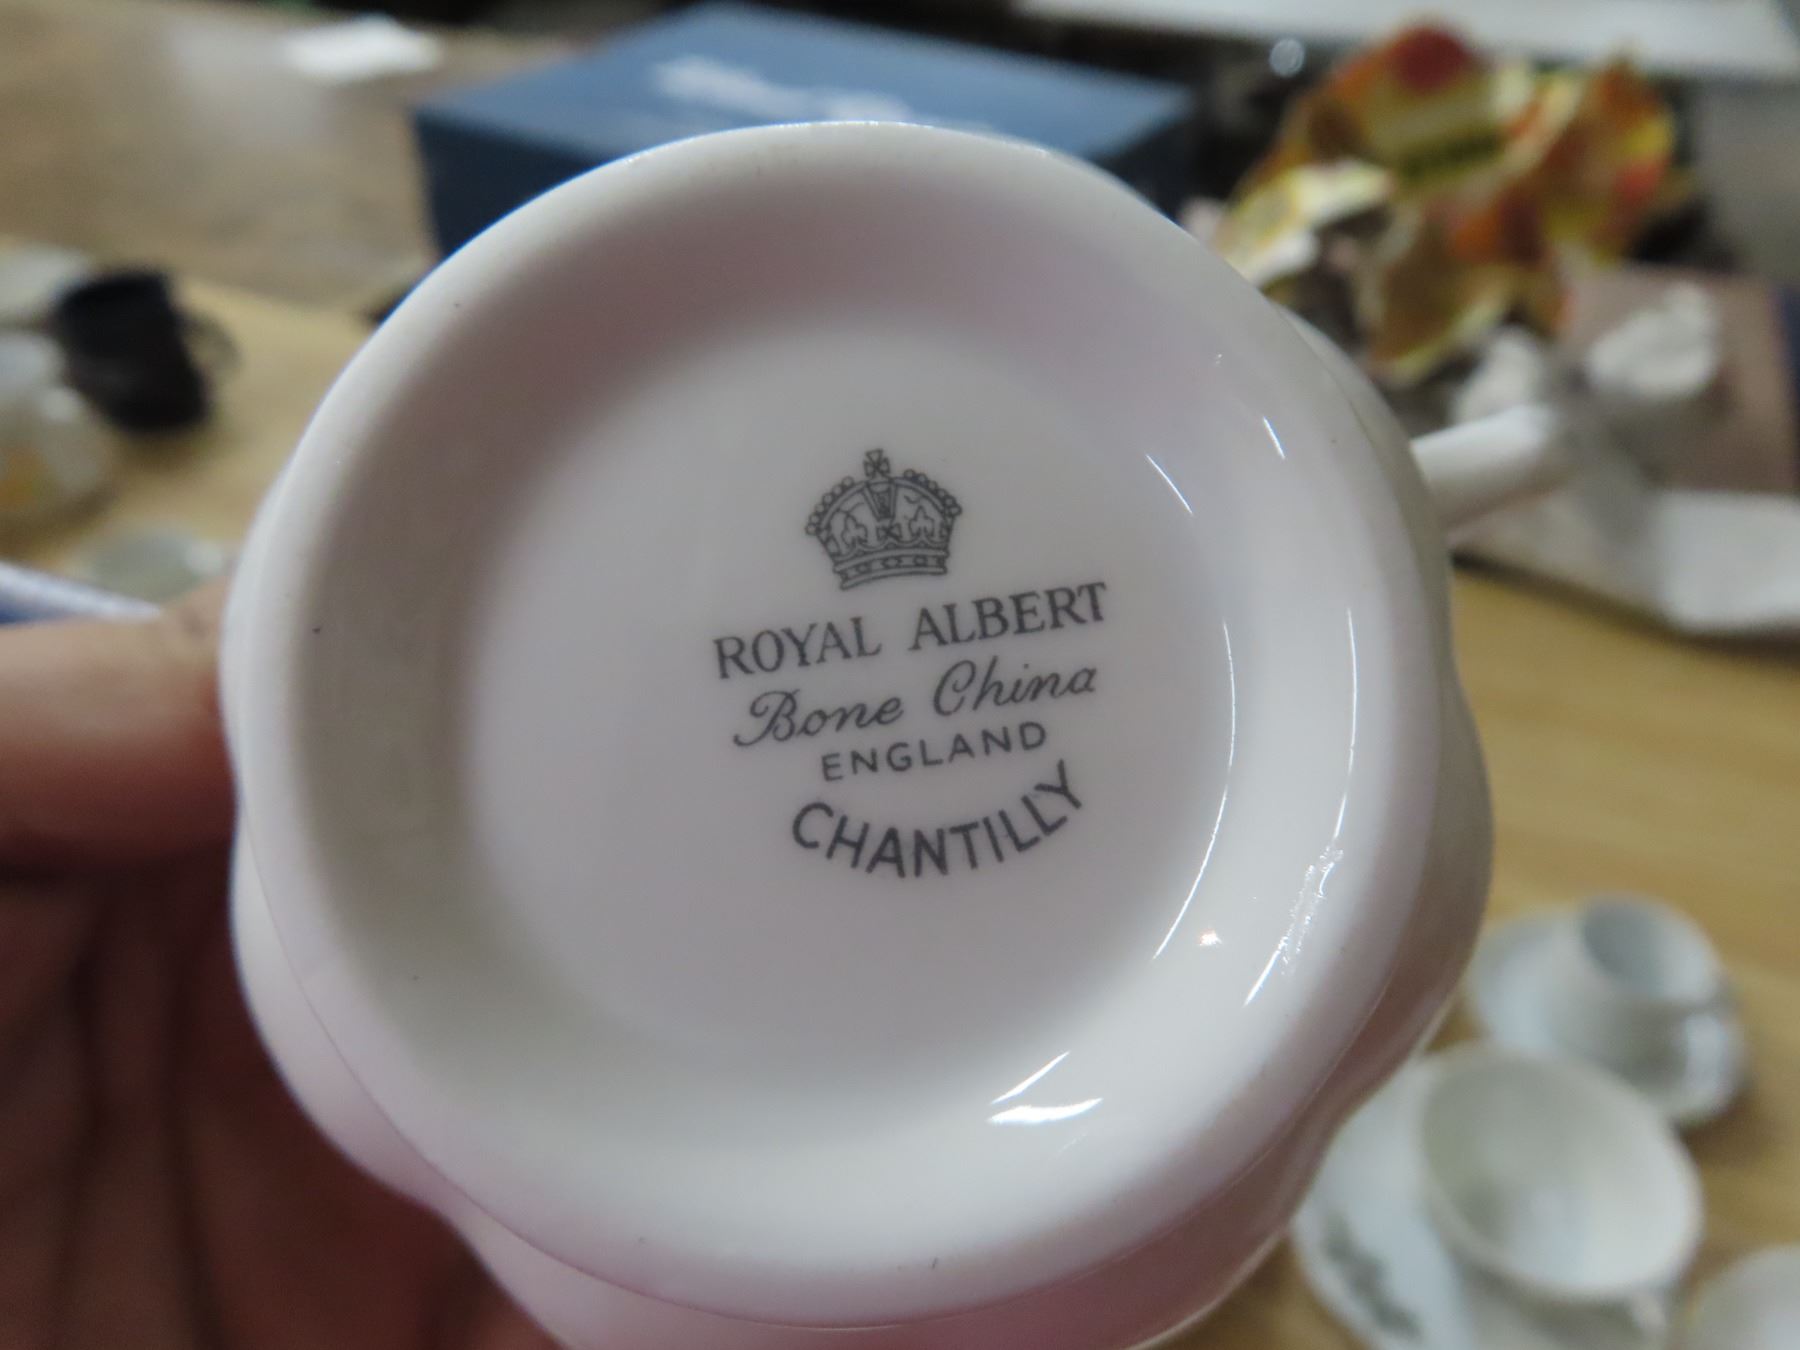 ROYAL ALBERT
Bone China
ENGLAND
CHANTILLY